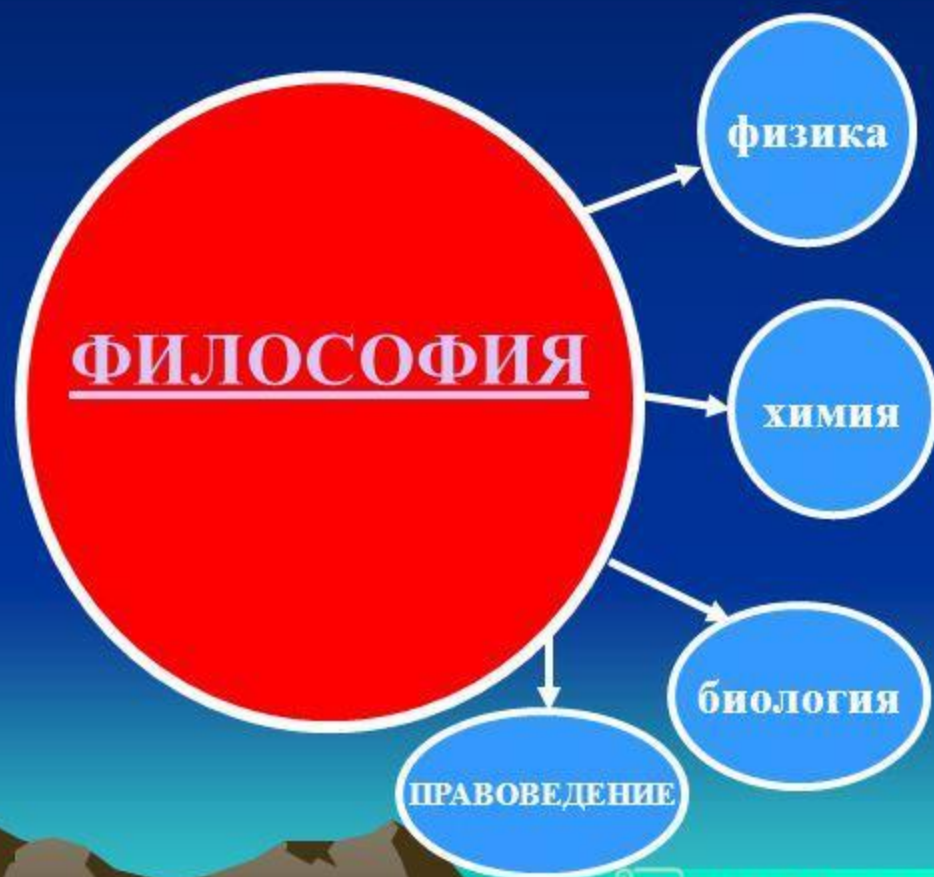 физика
ФИЛОСОФИЯ
химия
биология
ПРАВОВЕДЕНИЕ